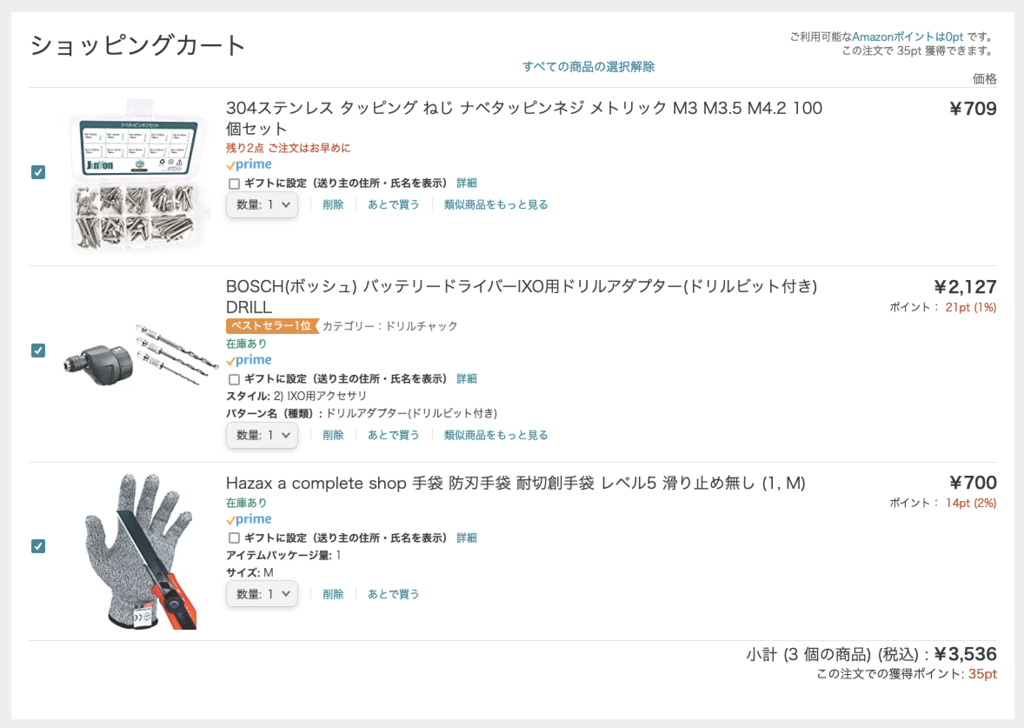 ショッピングカート
ご利用可能なAmazonポイントは0pt です。
この注文で 35pt 獲得できます。
すべての商品の選択解除
価格
304ステンレス タッピング ねじ ナベタッピンネジ メトリック M3 M3.5 M4.2 100
個セット
¥709
残り2点 ご注文はお早めに
prime
ギフトに設定（送り主の住所・氏名を表示） 詳細
数量: 1 削除 あとで買う 類似商品をもっと見る
BOSCH(ボッシュ) バッテリードライバーIXO用ドリルアダプター(ドリルビット付き)
DRILL
¥2,127
ポイント： 21pt (1%)
ベストセラー1位 カテゴリー：ドリルチャック
在庫あり
prime
ギフトに設定（送り主の住所・氏名を表示） 詳細
スタイル: 2) IXO用アクセサリ
パターン名（種類）: ドリルアダプター(ドリルビット付き)
数量: 1 削除 あとで買う 類似商品をもっと見る
Hazax a complete shop 手袋 防刃手袋 耐切創手袋 レベル5 滑り止め無し (1, M)
¥700
ポイント： 14pt (2%)
在庫あり
prime
ギフトに設定（送り主の住所・氏名を表示） 詳細
アイテムパッケージ量: 1
サイズ: M
数量: 1 削除 あとで買う
小計 (3 個の商品) (税込) : ¥3,536
この注文での獲得ポイント: 35pt